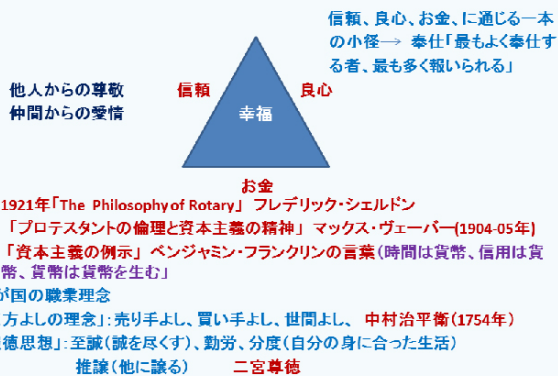 信頼、良心、お金、に通じる一本
の小径→ 奉仕「最もよく奉仕す
る者、最も多く報いられる」
他人からの尊敬
仲間からの愛情
信頼
良心
幸福
お金
1921年「The Philosophy of Rotary」 フレデリック・シェルドン
「プロテスタントの倫理と資本主義の精神」 マックス・ヴェーバー(1904-05年)
「資本主義の例示」 ベンジャミン・フランクリンの言葉(時間は貨幣、信用は貨
幣、貨幣は貨幣を生む」
が国の職業理念
方よしの理念」:売り手よし、買い手よし、世間よし、 中村治平衛(1754年)
徳思想」:至誠(誠を尽くす)、勤労、分度(自分の身に合った生活)
推譲(他に譲る) 二宮尊徳